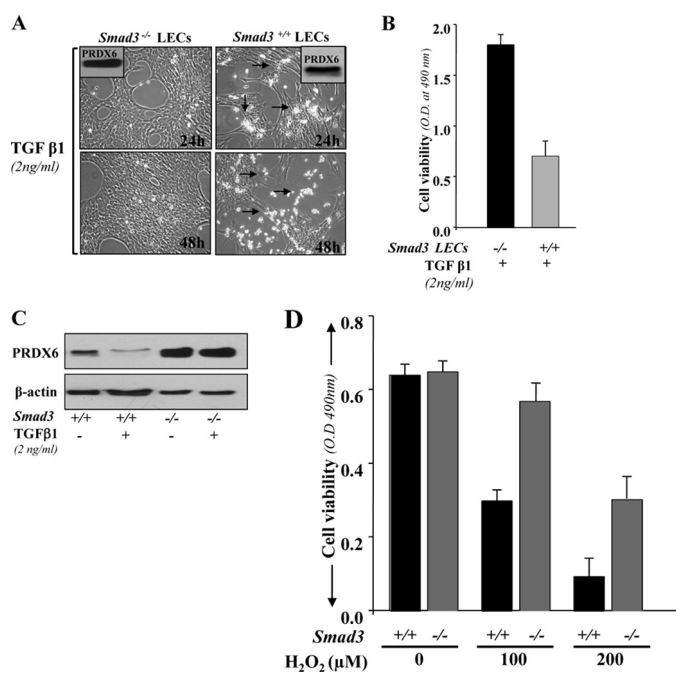 A
Smad3 -/- LECs
Smad3 +/+ LECs
PRDX6
PRDX6
24h
24h
TGF β1
(2ng/ml)
48h
48h
B
Cell viability (O.D. at 490 nm)
2.0
1.0
0.5
0.0
Smad3 LECs -/- +/+
TGF β1 + +
(2ng/ml)
C
PRDX6
β-actin
Smad3 +/+ +/+ -/- -/-
TGFβ1 - + - +
(2 ng/ml)
D
Cell viability (O.D 490nm)
0.8
0.6
0.4
0.2
0.0
Smad3 +/+ -/- +/+ -/- +/+ -/-
H2O2 (µM) 0 100 200